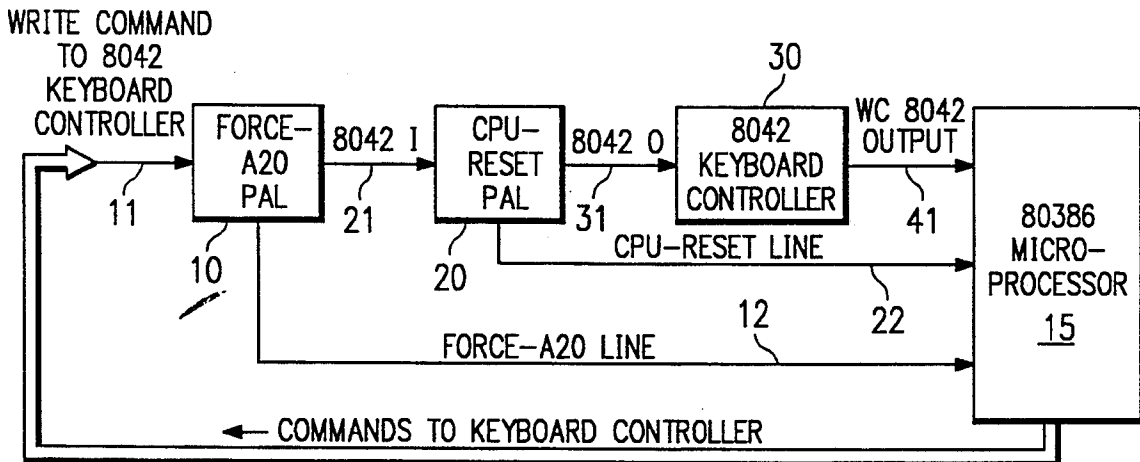 WRITE COMMAND
TO 8042
KEYBOARD
CONTROLLER
11
FORCE-
A20
PAL
10
8042 I
21
CPU-
RESET
PAL
20
8042 O
31
30
8042
KEYBOARD
CONTROLLER
WC 8042
OUTPUT
41
80386
MICRO-
PROCESSOR
15
CPU-RESET LINE
22
FORCE-A20 LINE
12
COMMANDS TO KEYBOARD CONTROLLER